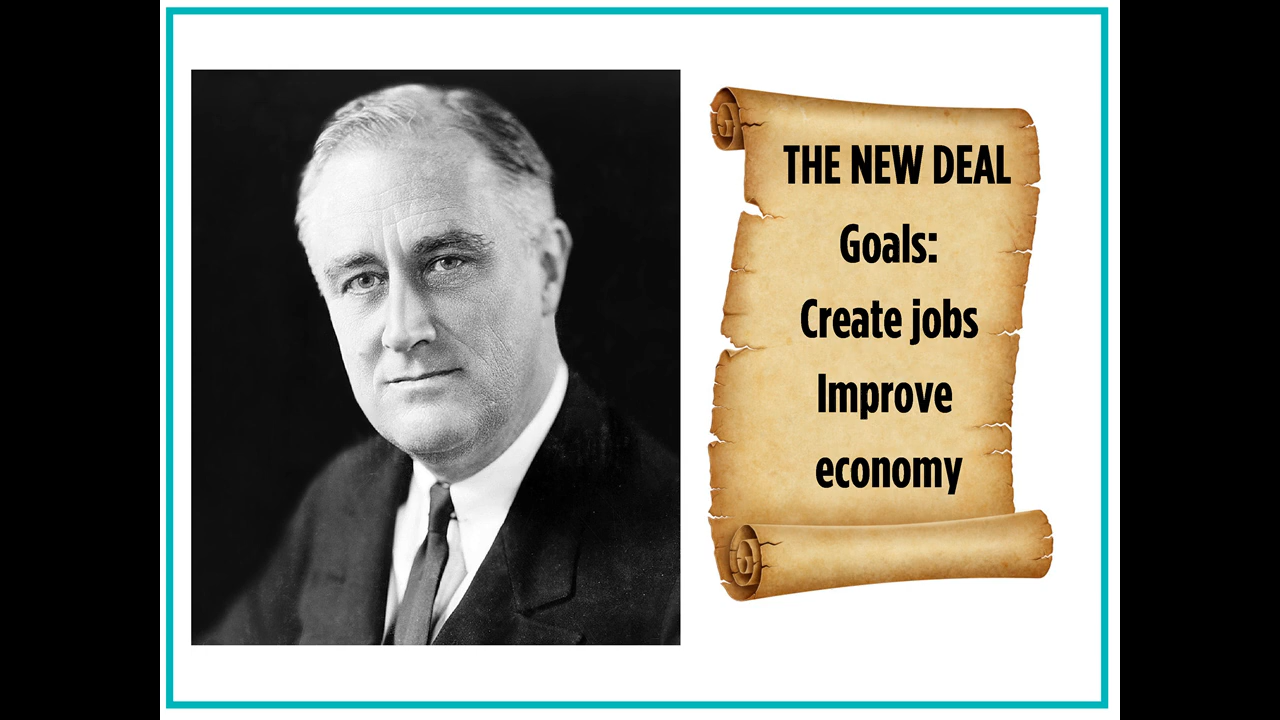 THE NEW DEAL
Goals:
Create jobs
Improve
economy